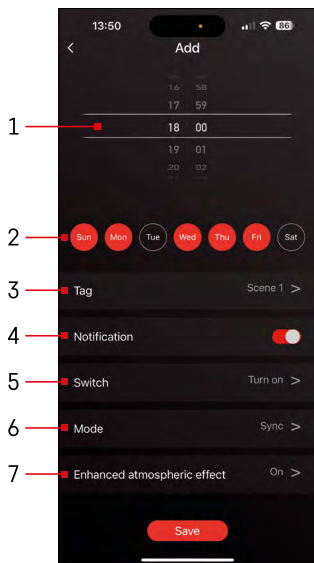 13:50 86
Add
16 58
17 59
1 18 00
19 01
20 02
2 Sun Mon Tue Wed Thu Fri Sat
3 Tag Scene 1 >
4 Notification
5 Switch Turn on >
6 Mode Sync >
7 Enhanced atmospheric effect On >
Save